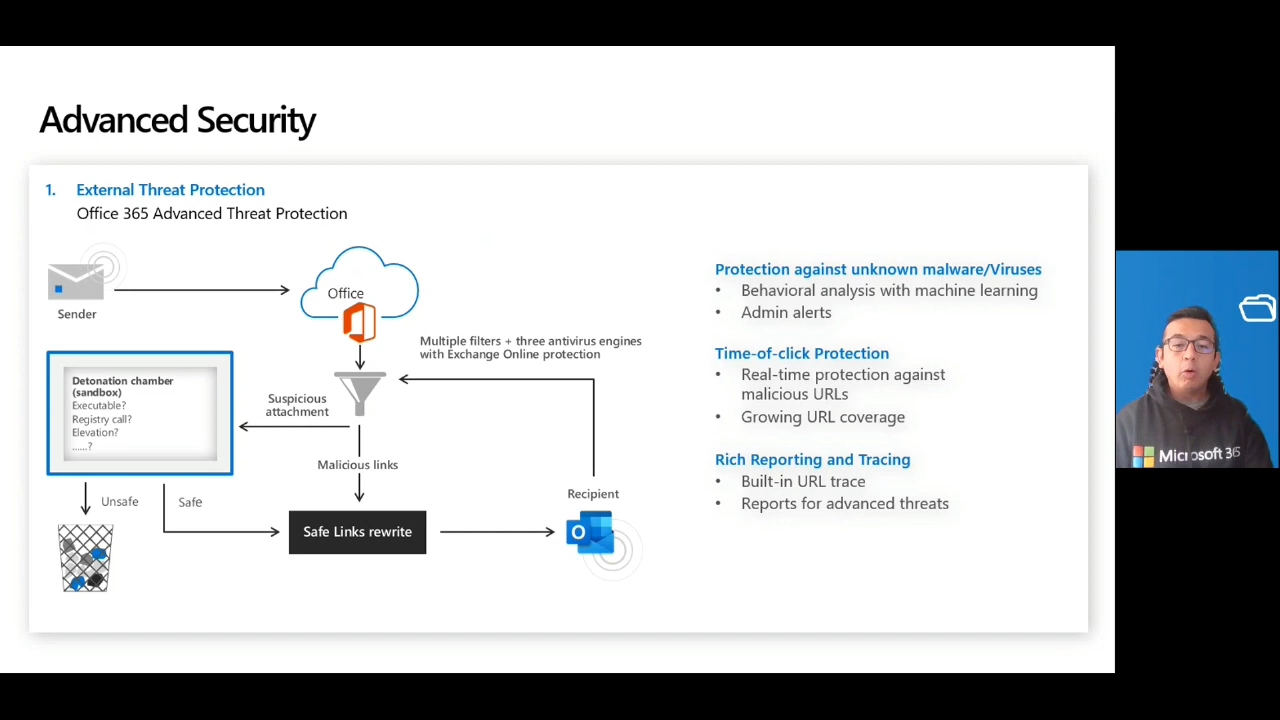 Advanced Security
1. External Threat Protection
Office 365 Advanced Threat Protection
Sender
Office
Multiple filters + three antivirus engines
with Exchange Online protection
Detonation chamber
(sandbox)
Executable?
Registry call?
Elevation?
......?
Suspicious
attachment
Malicious links
Unsafe
Safe
Safe Links rewrite
Recipient
O
Protection against unknown malware/Viruses
• Behavioral analysis with machine learning
• Admin alerts
Time-of-click Protection
• Real-time protection against
malicious URLs
• Growing URL coverage
Rich Reporting and Tracing
• Built-in URL trace
• Reports for advanced threats
Microsoft 36